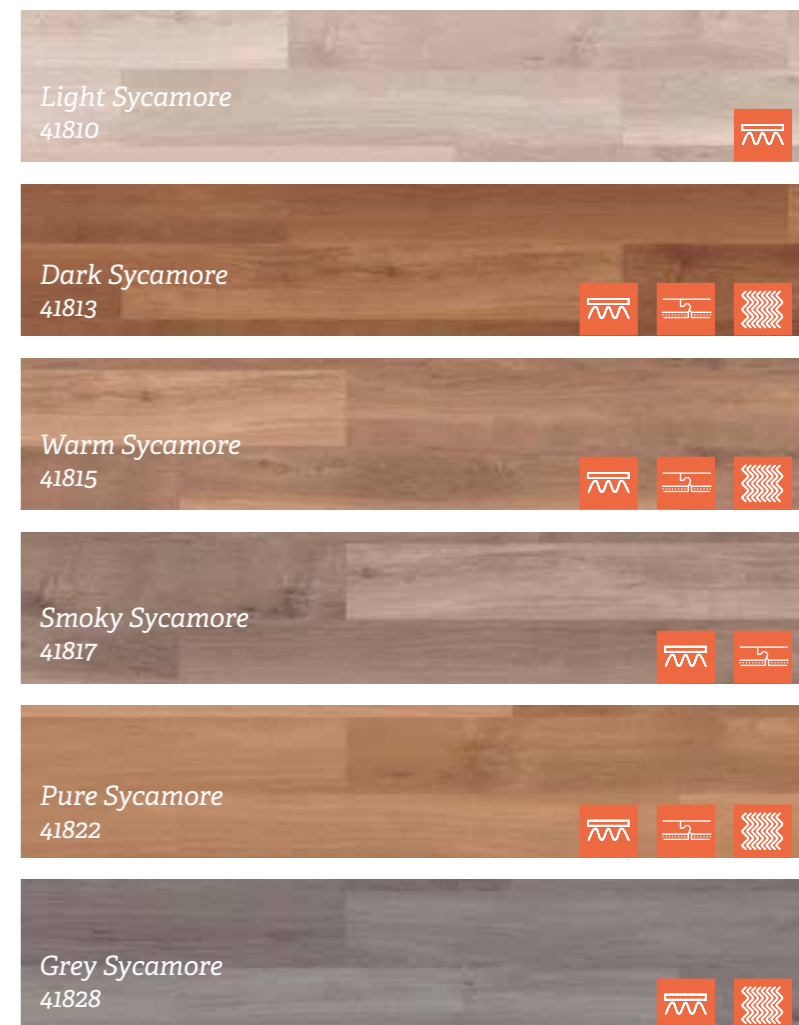 Light Sycamore
41810
Dark Sycamore
41813
Warm Sycamore
41815
Smoky Sycamore
41817
Pure Sycamore
41822
Grey Sycamore
41828